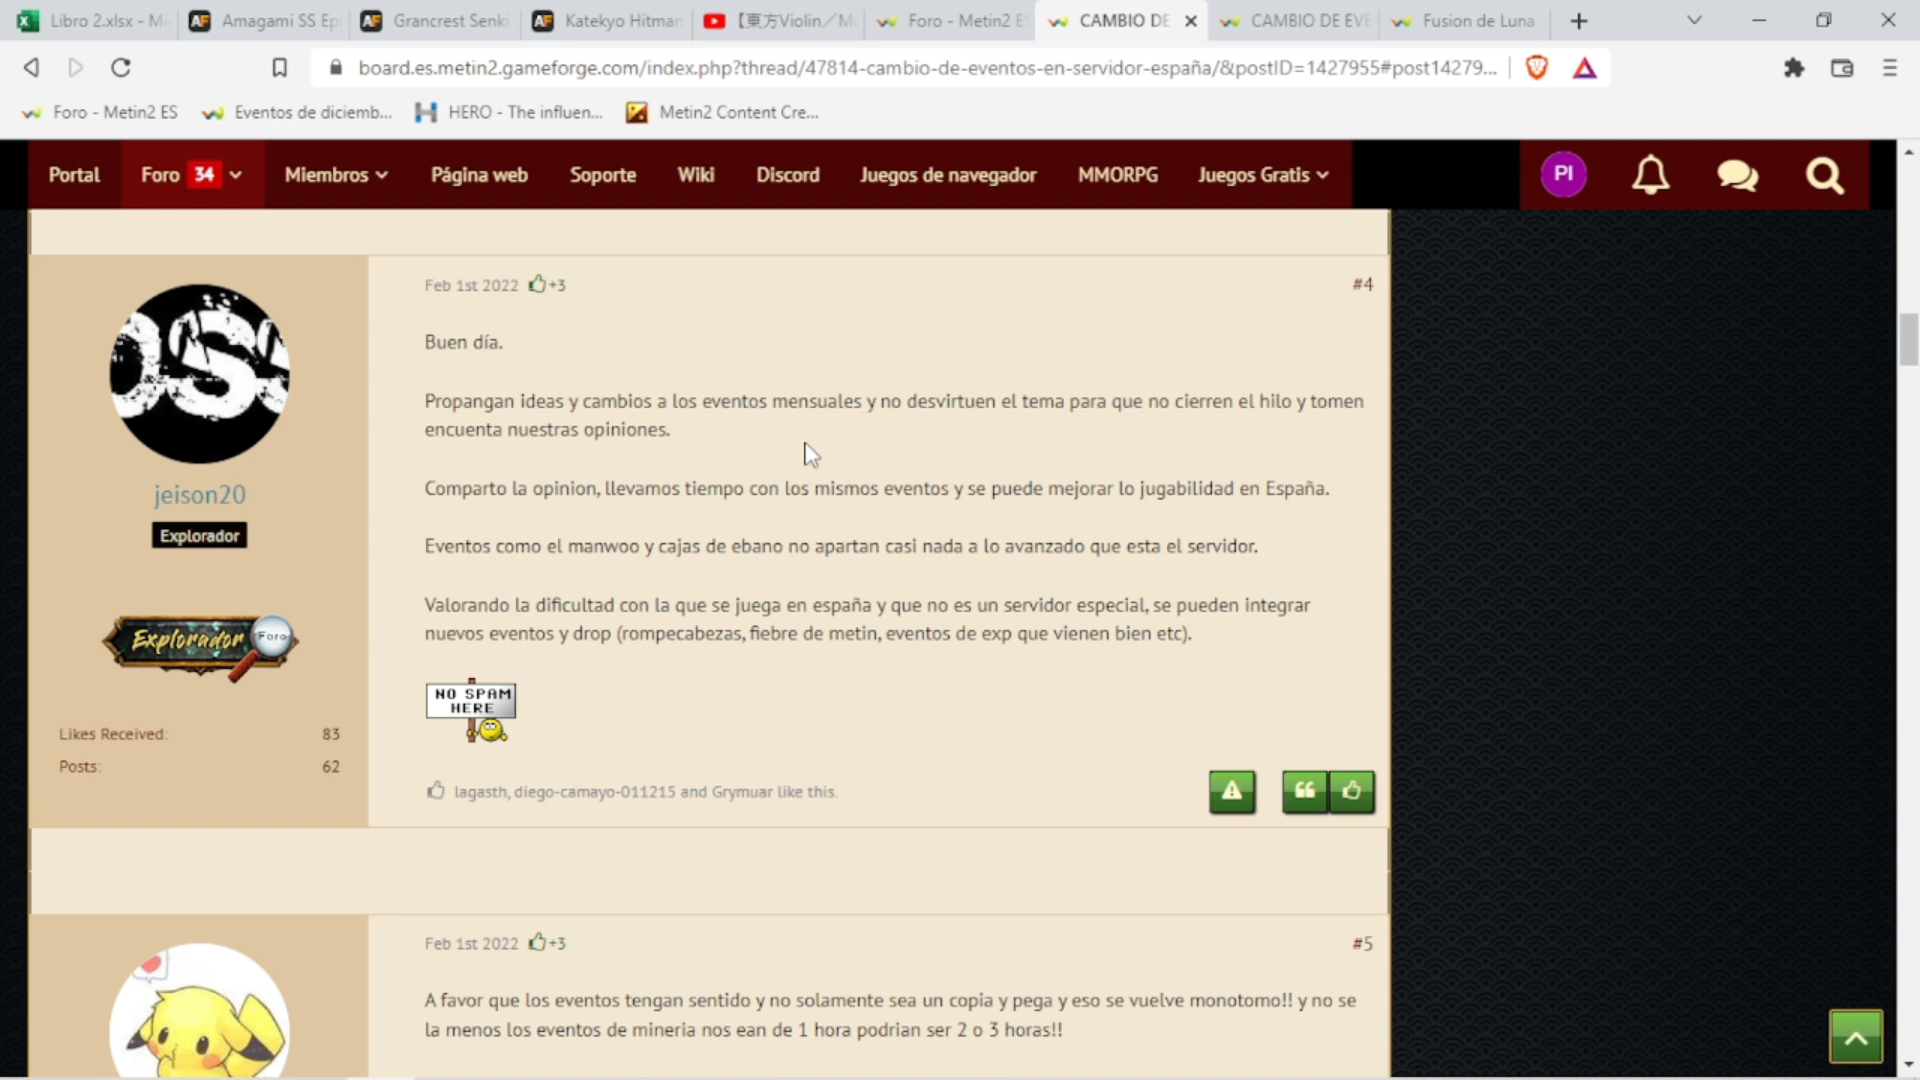 Libro 2.xlsx - Mi
Amagami SS Ep
Grancrest Senki
Katekyo Hitman
【東方Violin／M
Foro - Metin2 ES
CAMBIO DE
CAMBIO DE EVE
Fusion de Luna
board.es.metin2.gameforge.com/index.php?thread/47814-cambio-de-eventos-en-servidor-españa/&postID=1427955#post14279...
Foro - Metin2 ES
Eventos de diciemb...
HERO - The influen...
Metin2 Content Cre...
Portal
Foro 34
Miembros
Página web
Soporte
Wiki
Discord
Juegos de navegador
MMORPG
Juegos Gratis
PI
Feb 1st 2022 +3
#4
Buen día.
Propangan ideas y cambios a los eventos mensuales y no desvirtuen el tema para que no cierren el hilo y tomen
encuenta nuestras opiniones.
Comparto la opinion, llevamos tiempo con los mismos eventos y se puede mejorar lo jugabilidad en España.
Eventos como el manwoo y cajas de ebano no apartan casi nada a lo avanzado que esta el servidor.
Valorando la dificultad con la que se juega en españa y que no es un servidor especial, se pueden integrar
nuevos eventos y drop (rompecabezas, fiebre de metin, eventos de exp que vienen bien etc).
NO SPAM
HERE
jeison20
Explorador
Explorador Foro
Likes Received: 83
Posts: 62
lagasth, diego-camayo-011215 and Grymuar like this.
Feb 1st 2022 +3
#5
A favor que los eventos tengan sentido y no solamente sea un copia y pega y eso se vuelve monotomo!! y no se
la menos los eventos de mineria nos ean de 1 hora podrian ser 2 o 3 horas!!